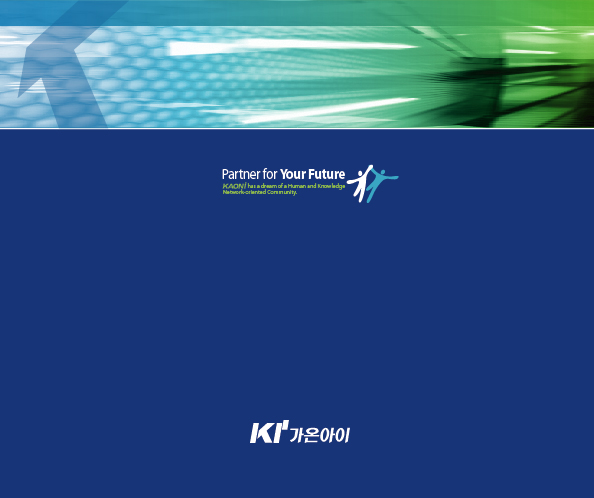 Partner for Your Future
KAONI has a dream of a Human and Knowledge
Network-oriented Community.
KI 가온아이